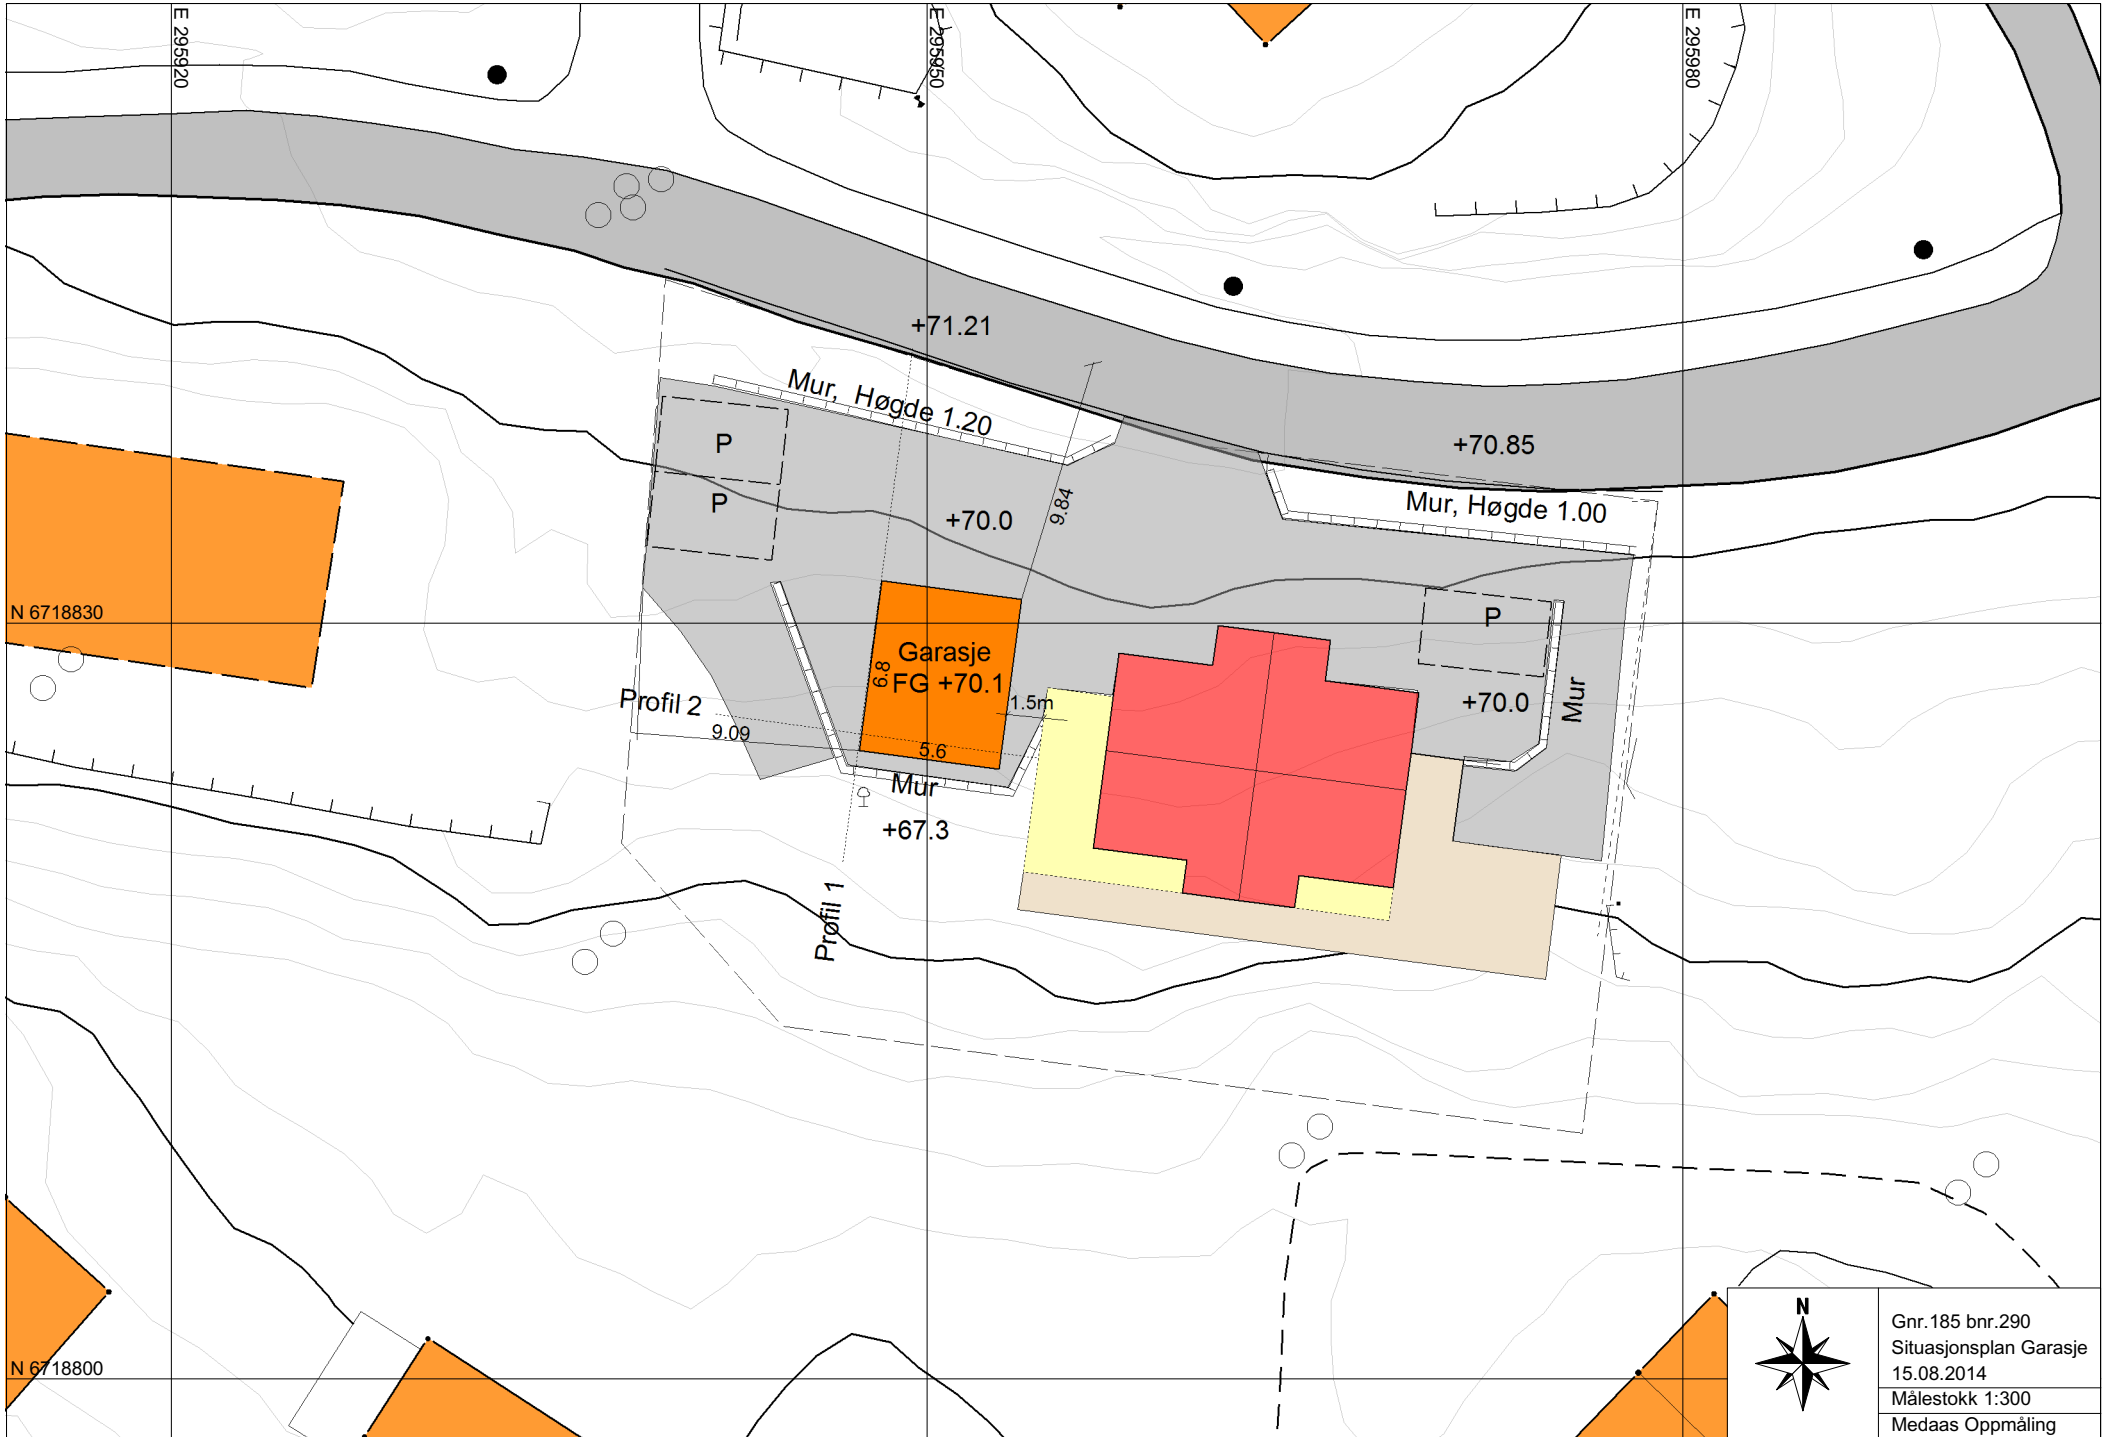 E 295920
E 295950
E 295980
+71.21
Mur, Høgde 1.20
+70.85
P
P
+70.0
9.84
Mur, Høgde 1.00
N 6718830
P
Garasje
6.8
FG +70.1
Profil 2
1.5m
+70.0
Mur
9.09
5.6
Mur
+67.3
Profil 1
N 6718800
N
Gnr.185 bnr.290
Situasjonsplan Garasje
15.08.2014
Målestokk 1:300
Medaas Oppmåling